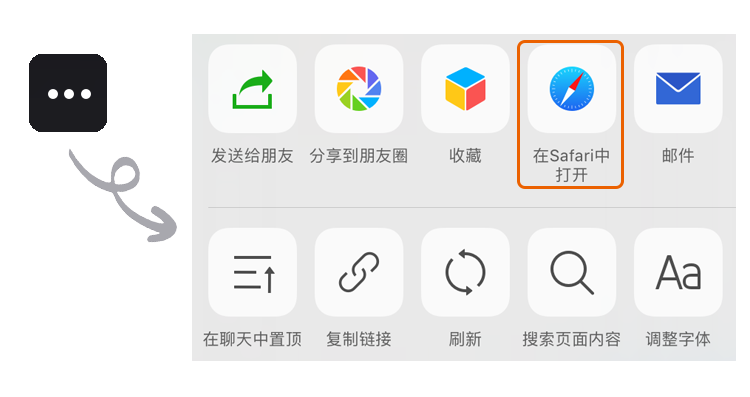 发送给朋友
分享到朋友圈
收藏
在Safari中
打开
邮件
在聊天中置顶
复制链接
刷新
搜索页面内容
Aa
调整字体